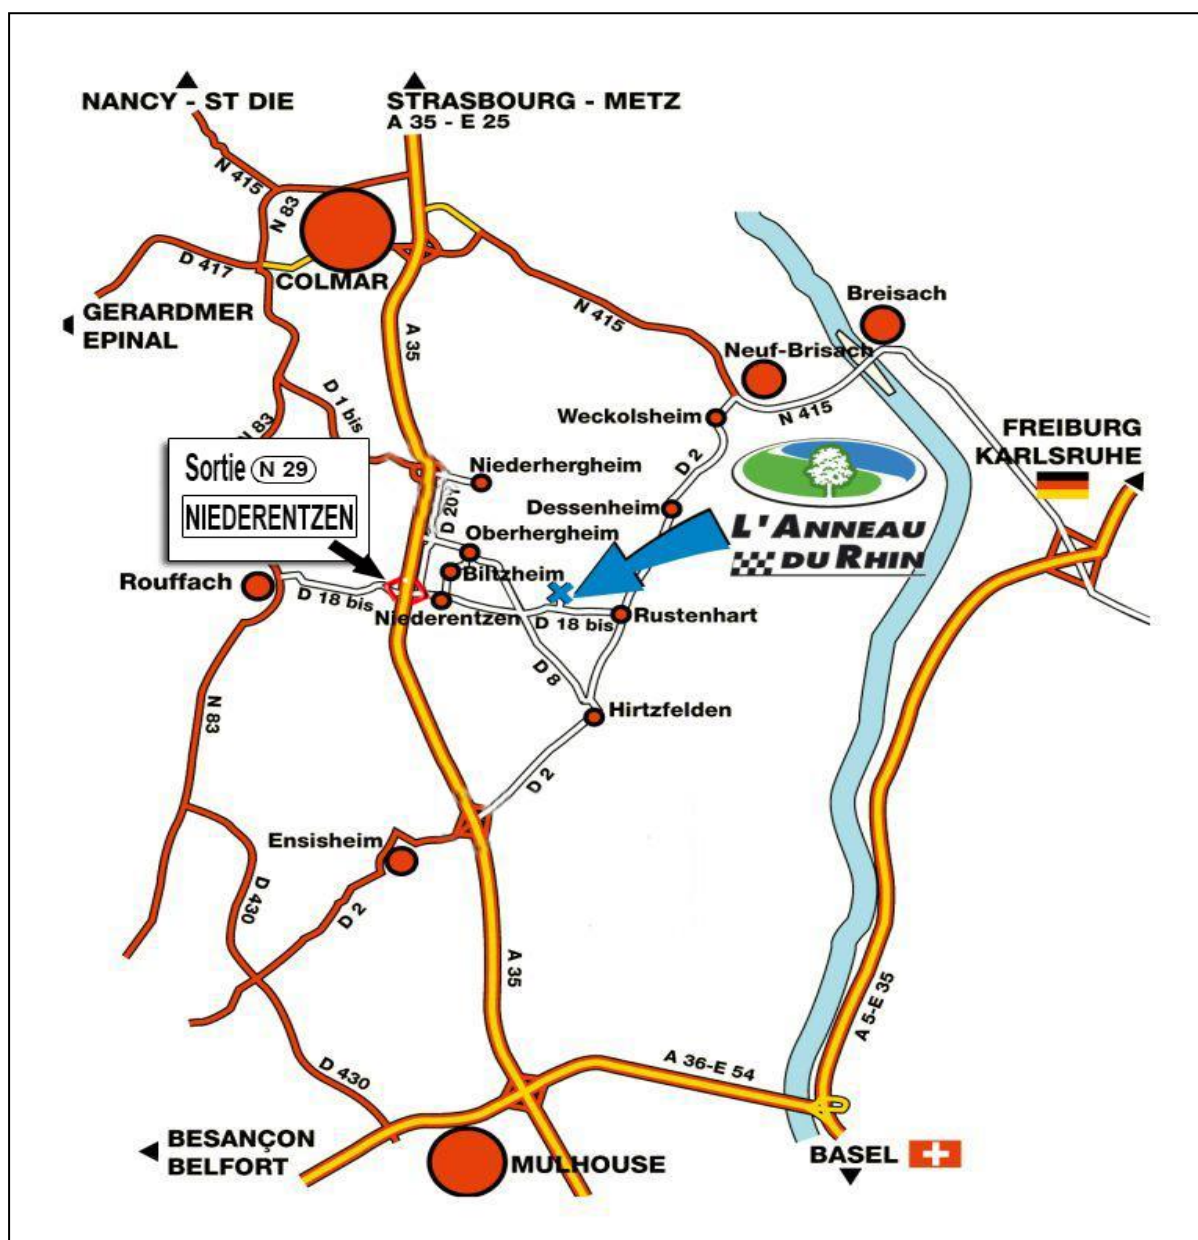 NANCY - ST DIE
STRASBOURG - METZ
A 35 - E 25
N 415
N 83
D 417
COLMAR
GERARDMER
EPINAL
A 35
N 415
Breisach
Neuf-Brisach
D 1 bis
N 83
Weckolsheim
N 415
FREIBURG
KARLSRUHE
Sortie N 29
NIEDERENTZEN
Niederhergheim
D 2
D 201
Dessenheim
Oberhergheim
L'ANNEAU
DU RHIN
Biltzheim
Rouffach
D 18 bis
Niederentzen
D 18 bis
Rustenhart
D 8
N 83
Hirtzfelden
D 2
Ensisheim
D 430
D 2
A 35
A 5-E 35
D 430
A 36-E 54
BESANÇON
BELFORT
MULHOUSE
BASEL